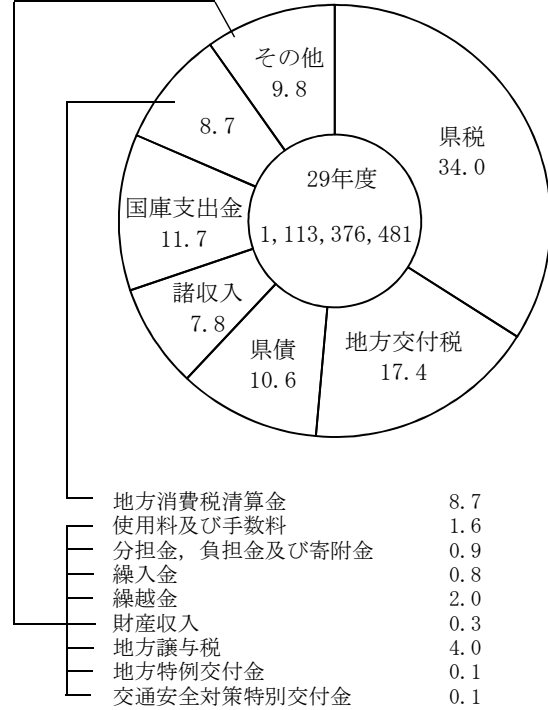 その他
9.8
8.7
県税
34.0
29年度
1,113,376,481
国庫支出金
11.7
諸収入
7.8
県債
10.6
地方交付税
17.4
地方消費税清算金 8.7
使用料及び手数料 1.6
分担金，負担金及び寄附金 0.9
繰入金 0.8
繰越金 2.0
財産収入 0.3
地方譲与税 4.0
地方特例交付金 0.1
交通安全対策特別交付金 0.1